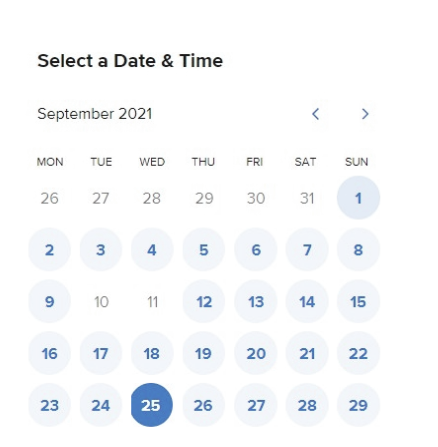 Select a Date & Time
September 2021
MON TUE WED THU FRI SAT SUN
26 27 28 29 30 31 1
2 3 4 5 6 7 8
9 10 11 12 13 14 15
16 17 18 19 20 21 22
23 24 25 26 27 28 29